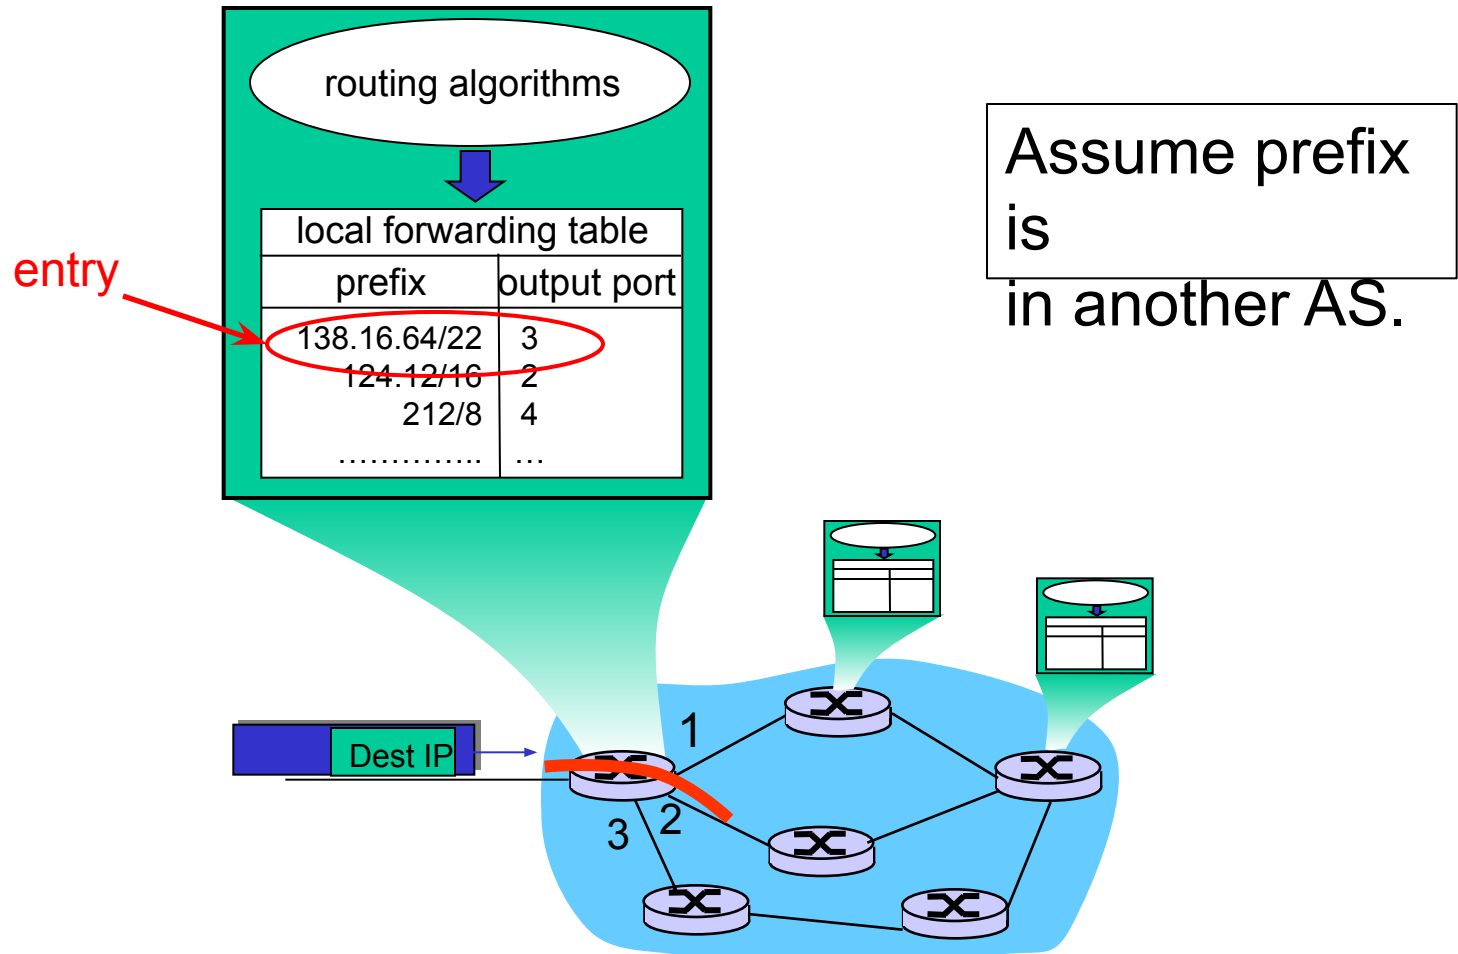 routing algorithms
local forwarding table
prefix output port
138.16.64/22 3
124.12/16 2
212/8 4
………….. …
entry
Assume prefix
is
in another AS.
Dest IP
1
2
3